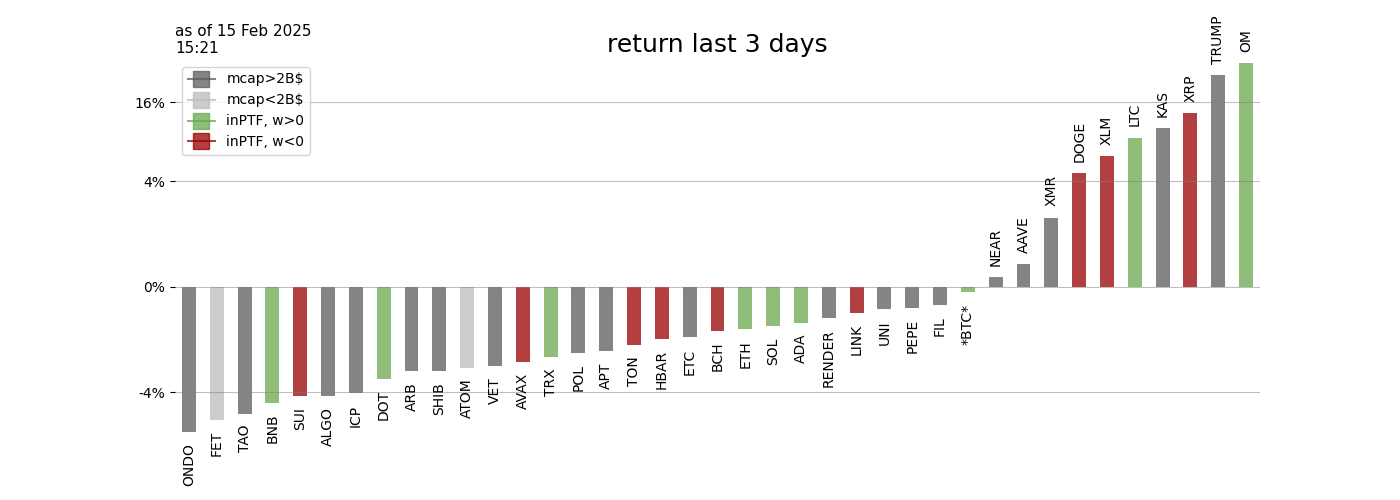 as of 15 Feb 2025
15:21
return last 3 days
mcap>2B$
mcap<2B$
inPTF, w>0
inPTF, w<0
16%
4%
0%
-4%
ONDO
FET
TAO
BNB
SUI
ALGO
ICP
DOT
ARB
SHIB
ATOM
VET
AVAX
TRX
POL
APT
TON
HBAR
ETC
BCH
ETH
SOL
ADA
RENDER
LINK
UNI
PEPE
FIL
*BTC*
NEAR
AAVE
XMR
DOGE
XLM
LTC
KAS
XRP
TRUMP
OM